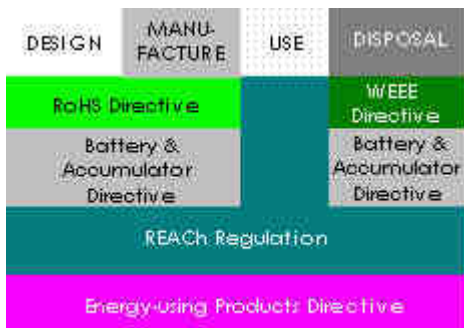 DESIGN
MANU-
FACTURE
USE
DISPOSAL
RoHS Directive
WEEE
Directive
Battery &
Accumulator
Directive
Battery &
Accumulator
Directive
REACh Regulation
Energy-using Products Directive